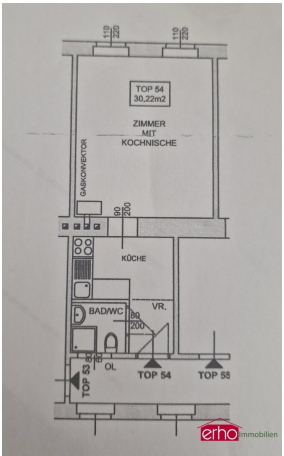 110
220
110
220
TOP 54
30,22m2
ZIMMER
MIT
KOCHNISCHE
GASKONVEKTOR
90
200
KÜCHE
BAD/WC
VR.
80
200
OL
TOP 53
TOP 54
TOP 55
erho immobilien